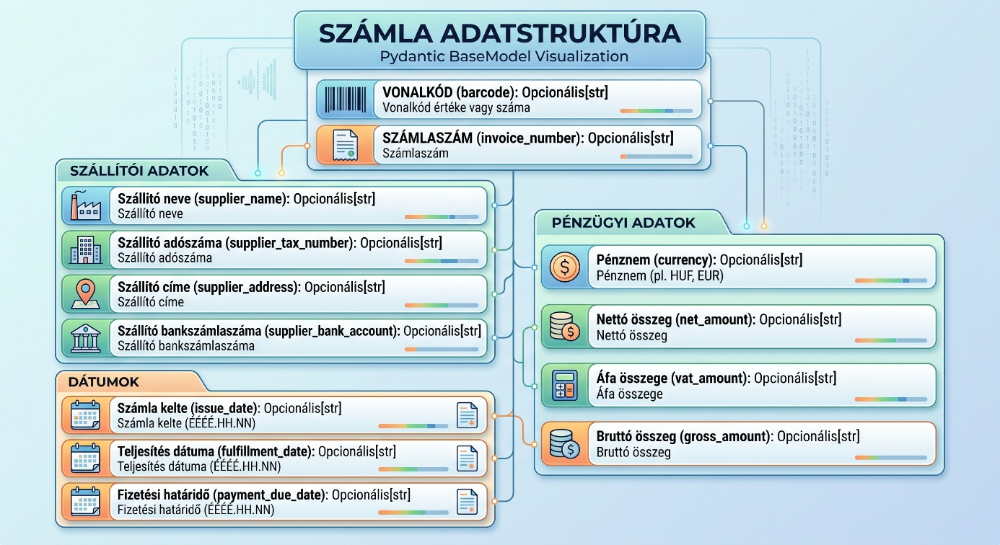 SZÁMLA ADATSTRUKTÚRA
Pydantic BaseModel Visualization
VONALKÓD (barcode): Opcionális[str]
Vonalkód értéke vagy száma
SZÁMLASZÁM (invoice_number): Opcionális[str]
Számlaszám
SZÁLLÍTÓI ADATOK
Szállitó neve (supplier_name): Opcionális[str]
Szállító neve
Szállitó adószáma (supplier_tax_number): Opcionális[str]
Szállító adószáma
Szállító címe (supplier_address): Opcionális[str]
Szállító címe
Szállító bankszámlaszáma (supplier_bank_account): Opcionális[str]
Szállító bankszámlaszáma
DÁTUMOK
Számla kelte (issue_date): Opcionális[str]
Számla kelte (ÉÉÉÉ.HH.NN)
Teljesítés dátuma (fulfillment_date): Opcionális[str]
Teljesítés dátuma (ÉÉÉÉ.HH.NN)
Fizetési határidő (payment_due_date): Opcionális[str]
Fizetési határidő (ÉÉÉÉ.HH.NN)
PÉNZÜGYI ADATOK
Pénznem (currency): Opcionális[str]
Pénznem (pl. HUF, EUR)
Nettó összeg (net_amount): Opcionális[str]
Nettó összeg
Áfa összege (vat_amount): Opcionális[str]
Áfa összege
Bruttó összeg (gross_amount): Opcionális[str]
Bruttó összeg